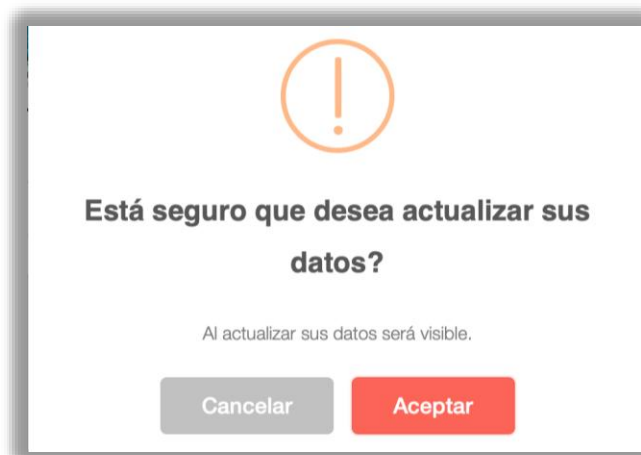 Está seguro que desea actualizar sus
datos?
Al actualizar sus datos será visible.
Cancelar Aceptar